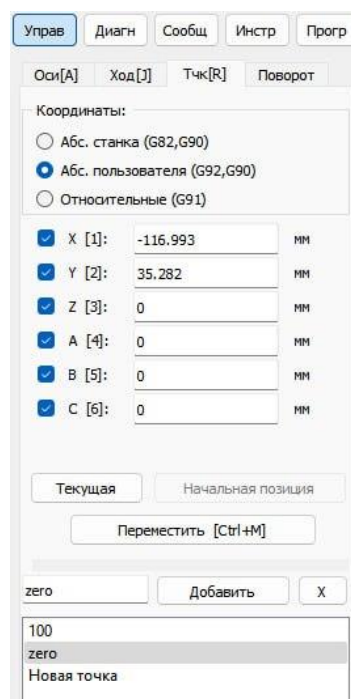 Управ Диагн Сообщ Инстр Прогр
Оси[A] Ход[J] Тчк[R] Поворот
Координаты:
Абс. станка (G82,G90)
Абс. пользователя (G92,G90)
Относительные (G91)
X [1]: -116.993 мм
Y [2]: 35.282 мм
Z [3]: 0 мм
A [4]: 0 мм
B [5]: 0 мм
C [6]: 0 мм
Текущая Начальная позиция
Переместить [Ctrl+M]
zero Добавить X
100
zero
Новая точка